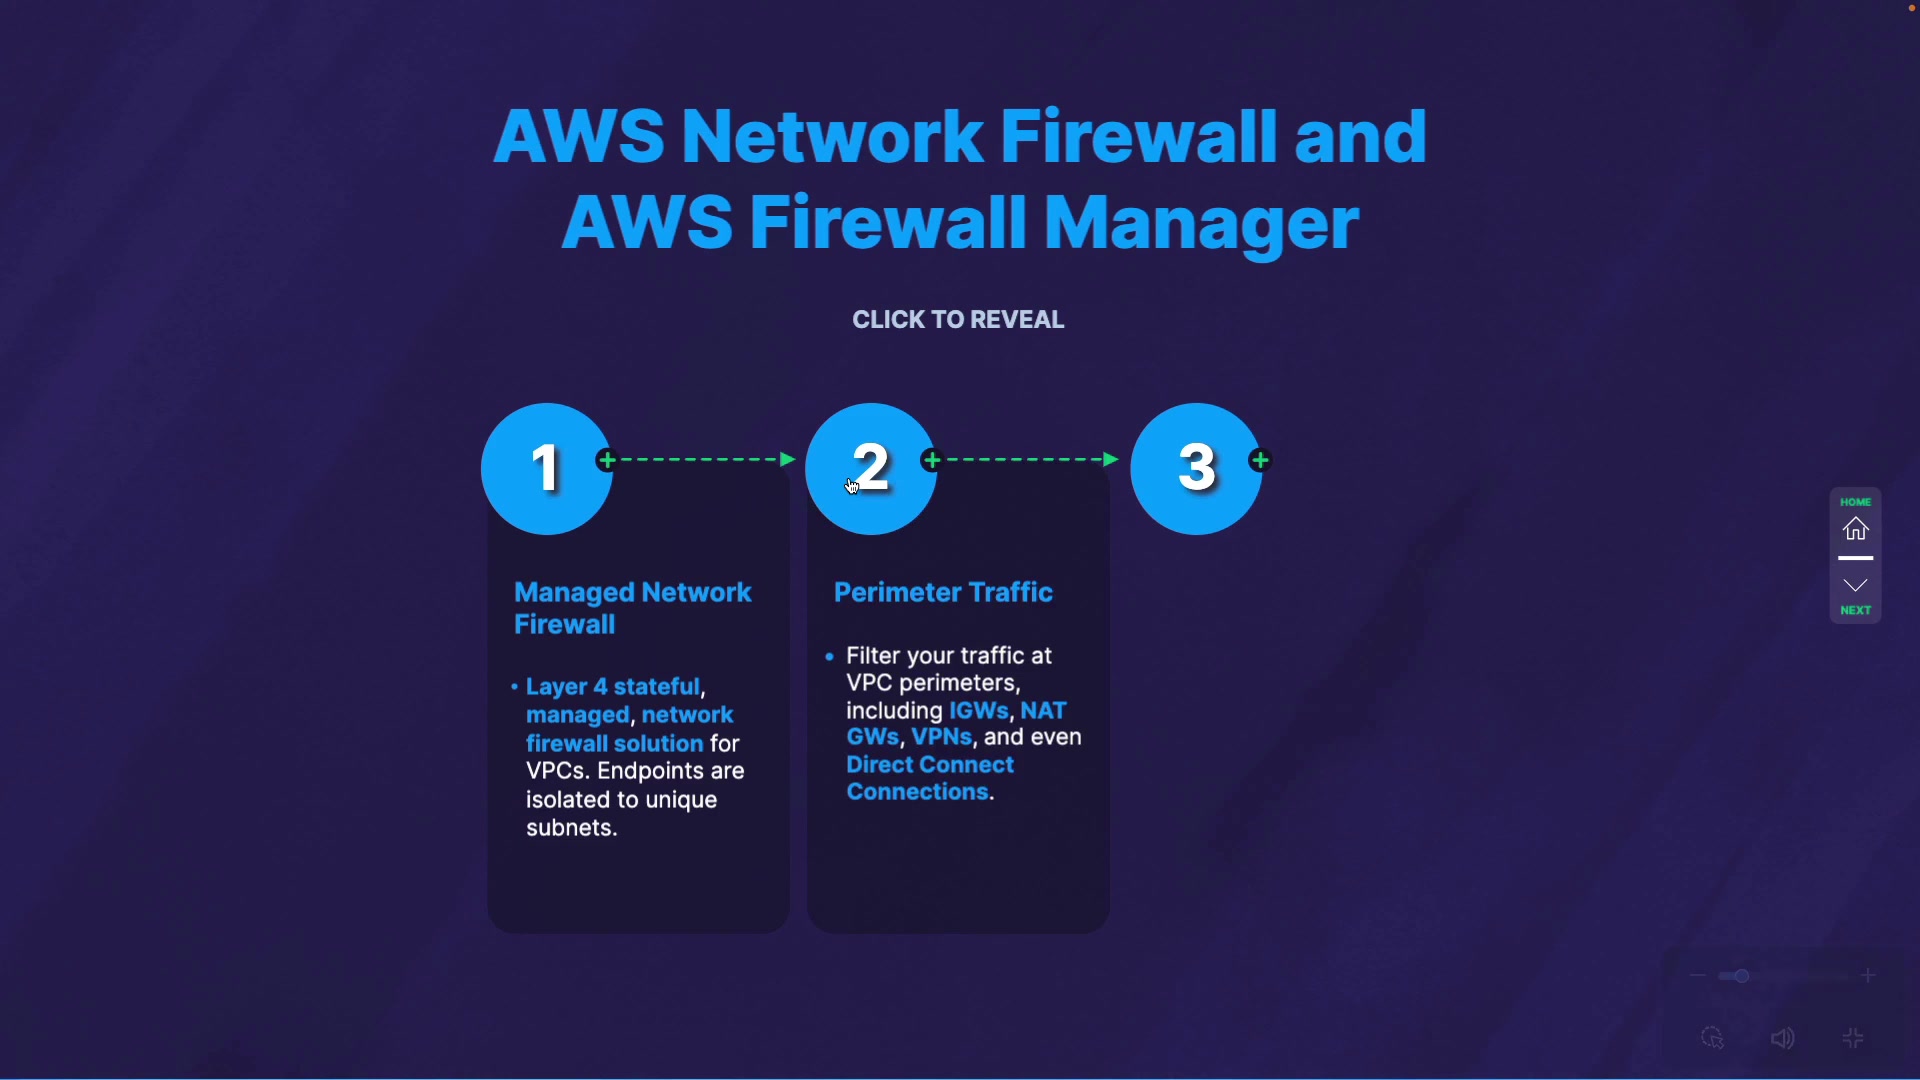 AWS Network Firewall and
AWS Firewall Manager
CLICK TO REVEAL
1
2
3
Managed Network
Firewall
• Layer 4 stateful,
managed, network
firewall solution for
VPCs. Endpoints are
isolated to unique
subnets.
Perimeter Traffic
• Filter your traffic at
VPC perimeters,
including IGWs, NAT
GWs, VPNs, and even
Direct Connect
Connections.
HOME
NEXT